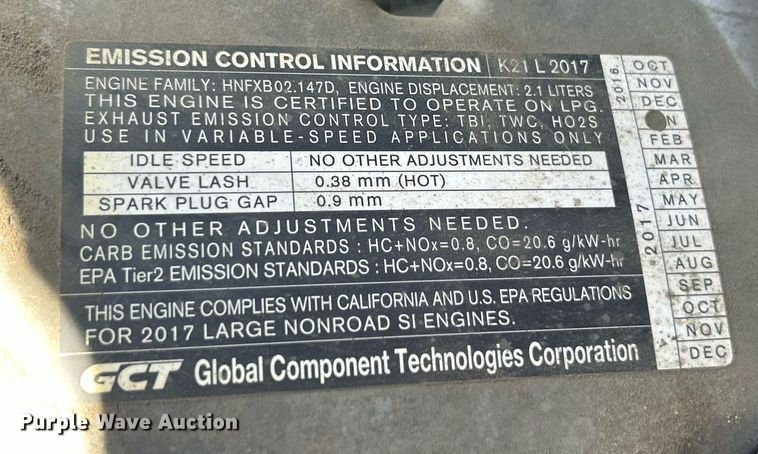 EMISSION CONTROL INFORMATION K21 L 2017
ENGINE FAMILY: HNFXB02.147D, ENGINE DISPLACEMENT: 2.1 LITERS
THIS ENGINE IS CERTIFIED TO OPERATE ON LPG.
EXHAUST EMISSION CONTROL TYPE: TBI, TWC, HO2S
USE IN VARIABLE-SPEED APPLICATIONS ONLY
IDLE SPEED NO OTHER ADJUSTMENTS NEEDED
VALVE LASH 0.38 mm (HOT)
SPARK PLUG GAP 0.9 mm
NO OTHER ADJUSTMENTS NEEDED.
CARB EMISSION STANDARDS : HC+NOx=0.8, CO=20.6 g/kW-hr
EPA Tier2 EMISSION STANDARDS : HC+NOx=0.8, CO=20.6 g/kW-hr
THIS ENGINE COMPLIES WITH CALIFORNIA AND U.S. EPA REGULATIONS
FOR 2017 LARGE NONROAD SI ENGINES.
GCT Global Component Technologies Corporation
2016
OCT
NOV
DEC
2017
FEB
MAR
APR
MAY
JUN
JUL
AUG
SEP
OCT
NOV
DEC
Purple Wave Auction